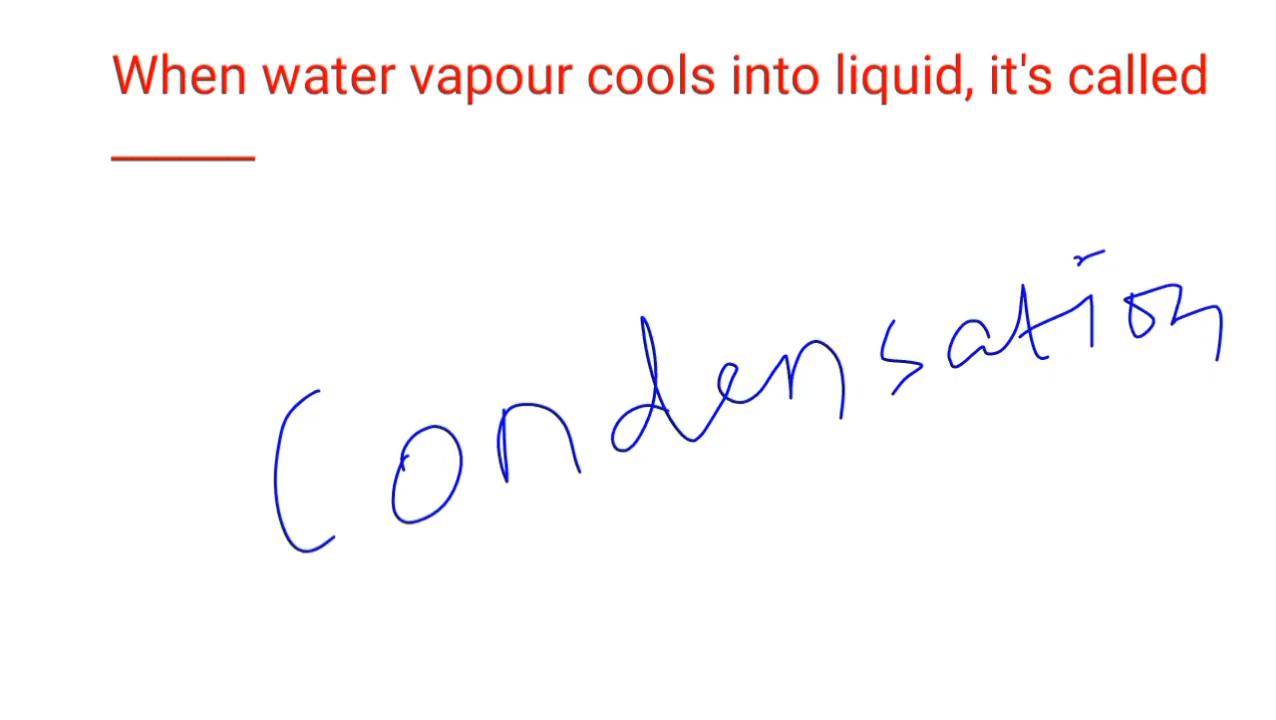 When water vapour cools into liquid, it's called
______
Condensation